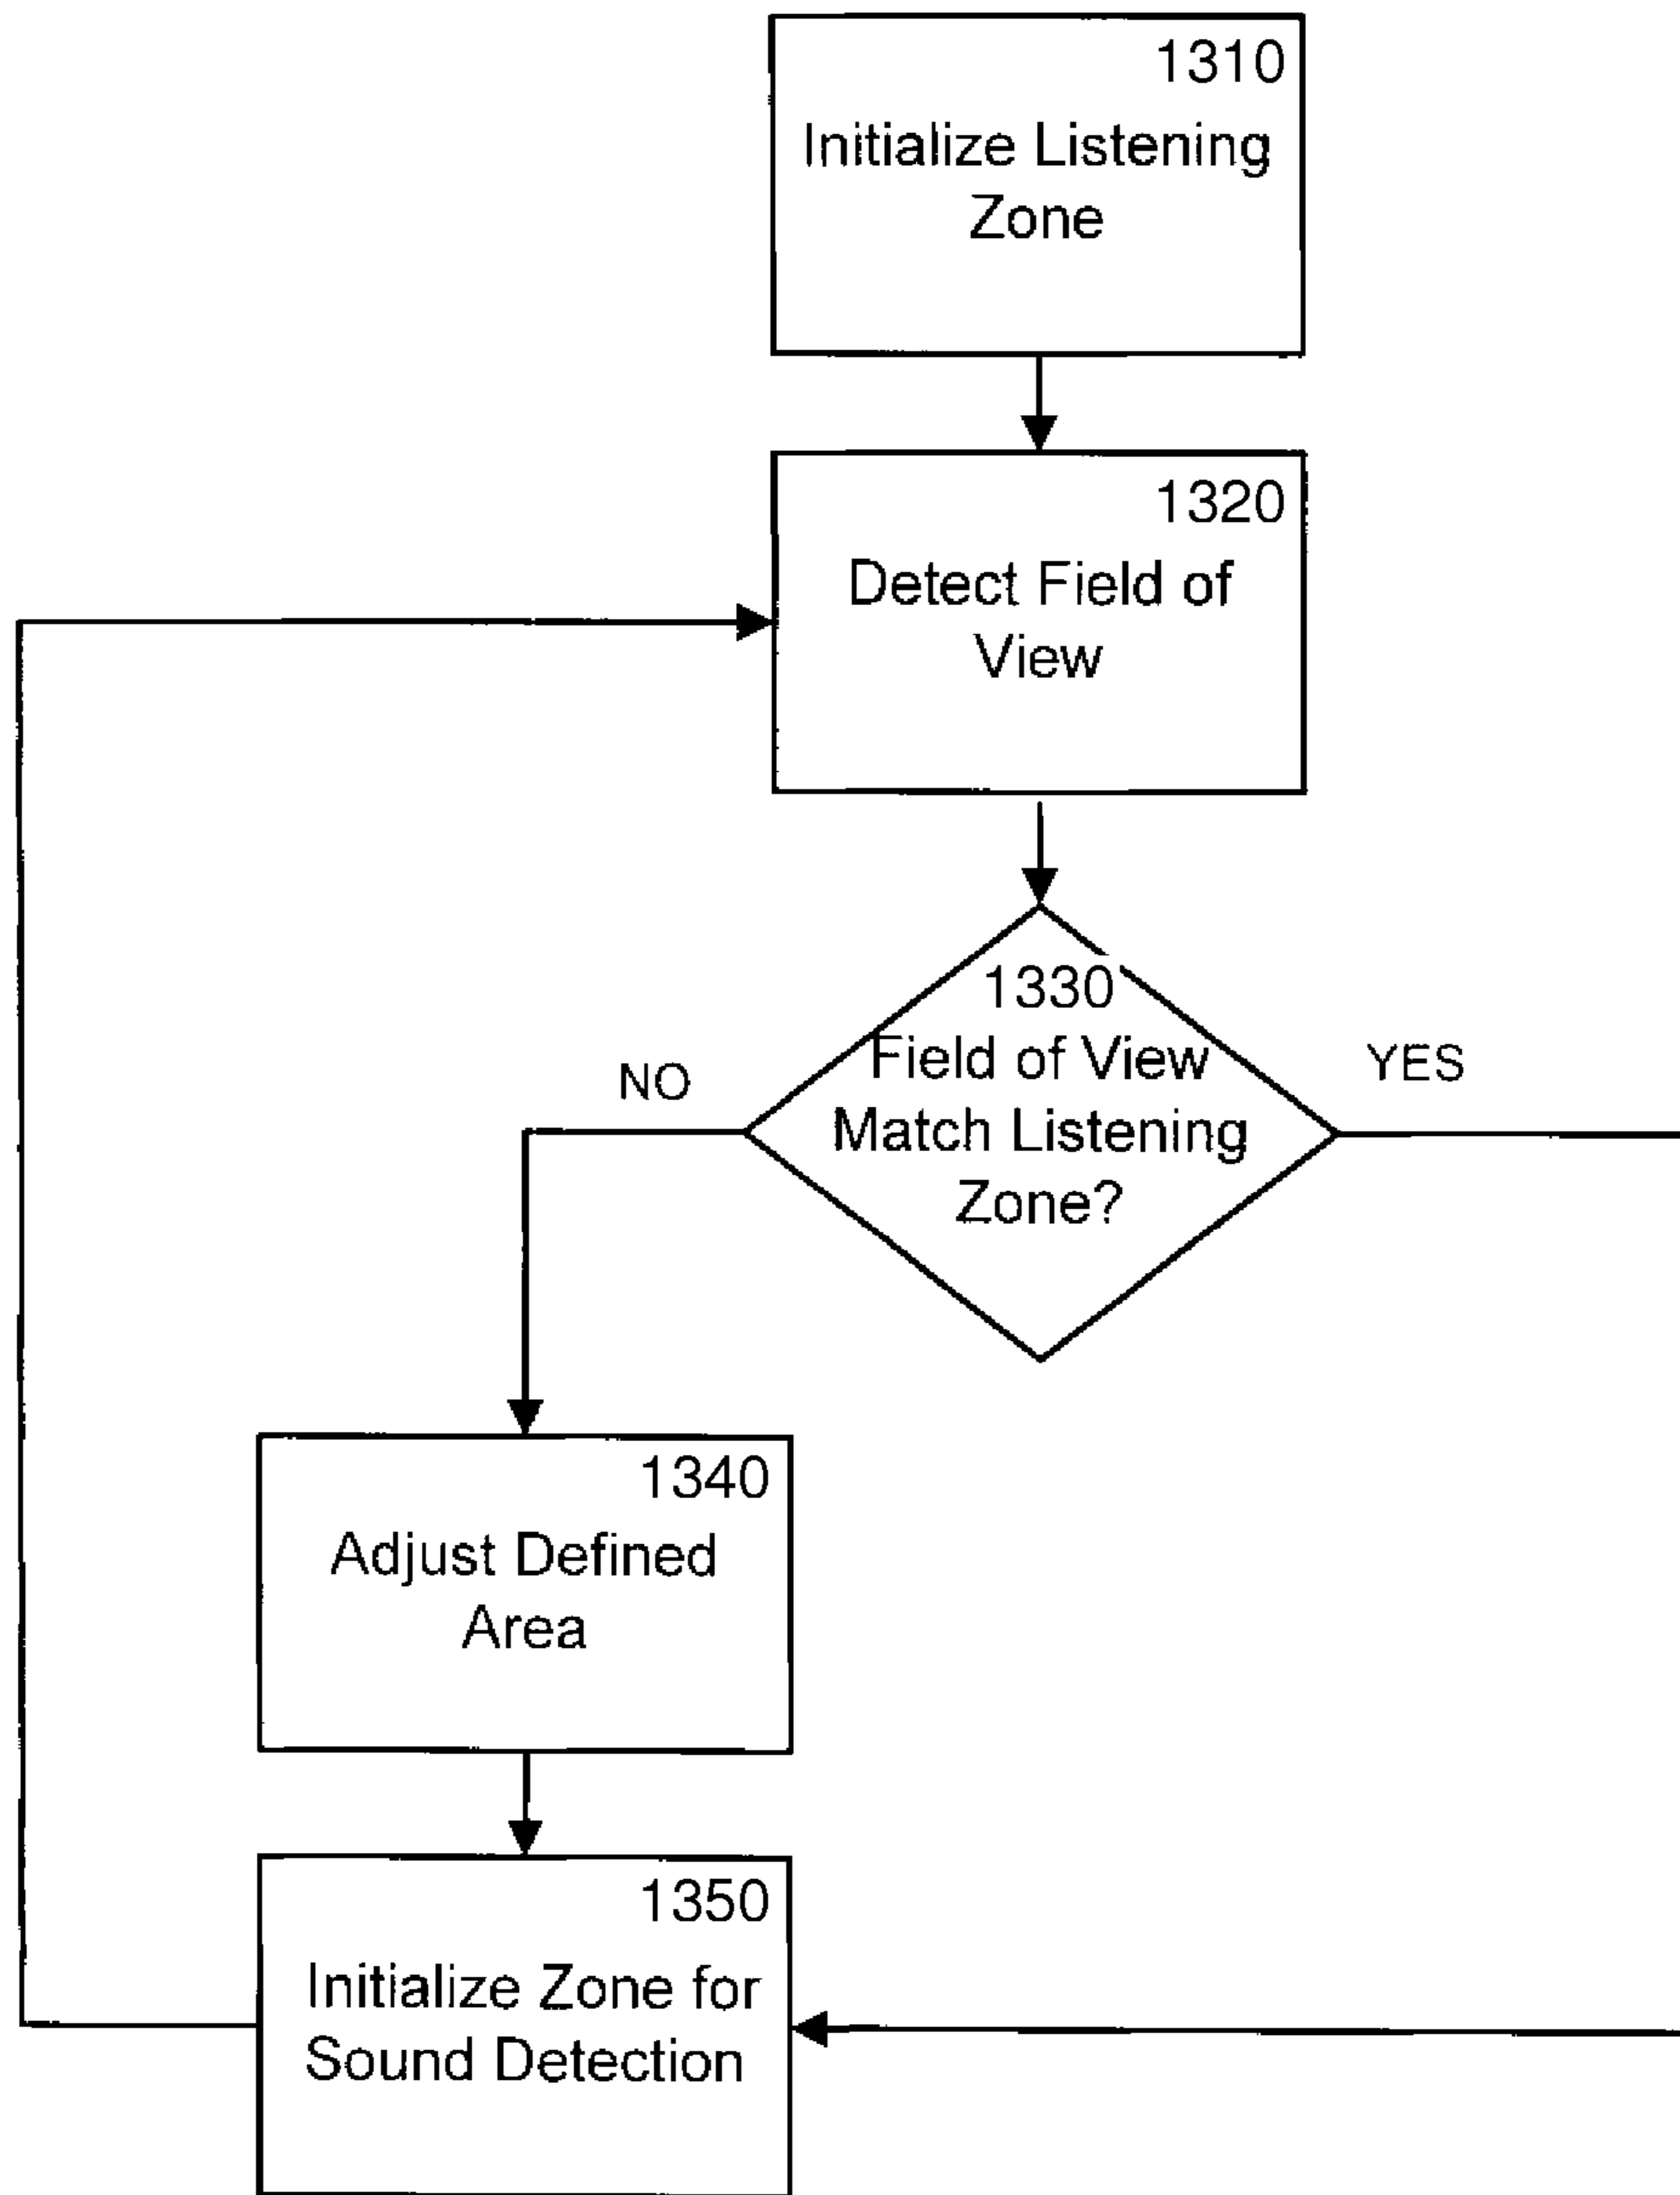 1310
Initialize Listening
Zone
1320
Detect Field of
View
1330
Field of View
Match Listening
Zone?
NO
YES
1340
Adjust Defined
Area
1350
Initialize Zone for
Sound Detection